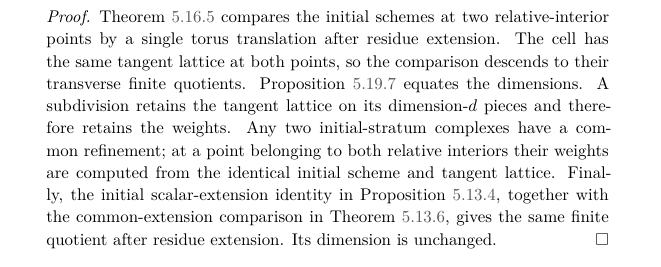 Proof. Theorem 5.16.5 compares the initial schemes at two relative-interior
points by a single torus translation after residue extension. The cell has
the same tangent lattice at both points, so the comparison descends to their
transverse finite quotients. Proposition 5.19.7 equates the dimensions. A
subdivision retains the tangent lattice on its dimension-d pieces and there-
fore retains the weights. Any two initial-stratum complexes have a com-
mon refinement; at a point belonging to both relative interiors their weights
are computed from the identical initial scheme and tangent lattice. Final-
ly, the initial scalar-extension identity in Proposition 5.13.4, together with
the common-extension comparison in Theorem 5.13.6, gives the same finite
quotient after residue extension. Its dimension is unchanged. □